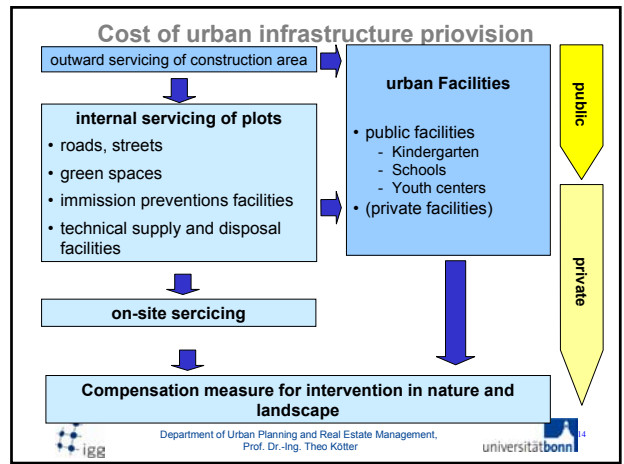 Cost of urban infrastructure priovision
outward servicing of construction area
internal servicing of plots
• roads, streets
• green spaces
• immission preventions facilities
• technical supply and disposal
facilities
on-site sercicing
urban Facilities
• public facilities
- Kindergarten
- Schools
- Youth centers
• (private facilities)
public
private
Compensation measure for intervention in nature and
landscape
igg
Department of Urban Planning and Real Estate Management,
Prof. Dr.-Ing. Theo Kötter
universitätbonn
14